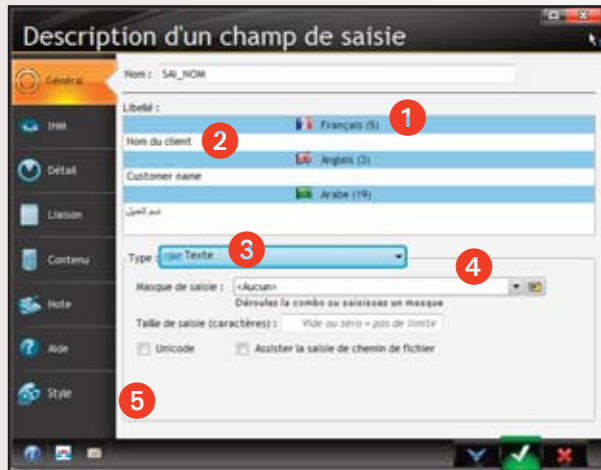 Description d'un champ de saisie
Général
IHM
Détail
Liaison
Contenu
Note
Aide
Style
Nom : SAI_NOM
Libellé :
Français (5) 1
Nom du client 2
Anglais (3)
Customer name
Arabe (19)
اسم العميل
Type : Texte 3
4
Masque de saisie : <Aucun>
Déroulez la combo ou saisissez un masque
Taille de saisie (caractères) : Vide ou zéro = pas de limite
Unicode Assister la saisie de chemin de fichier
5